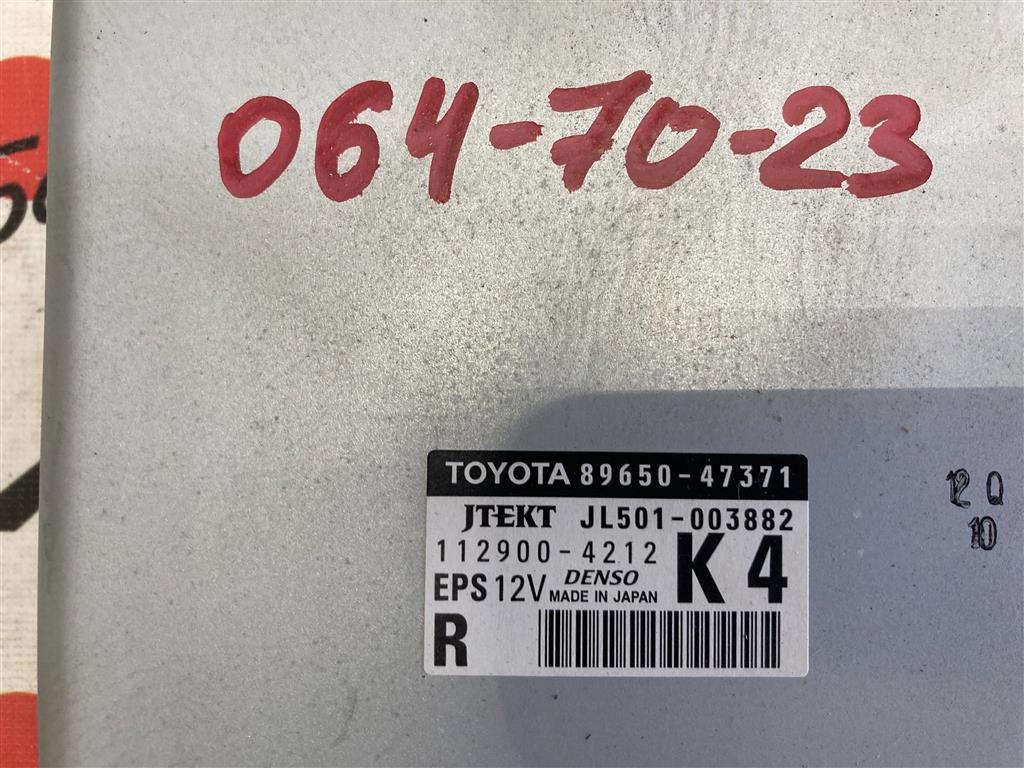 064-70-23
TOYOTA 89650-47371
JTEKT JL501-003882
112900-4212 K4
EPS 12V DENSO MADE IN JAPAN
R
12 Q
10